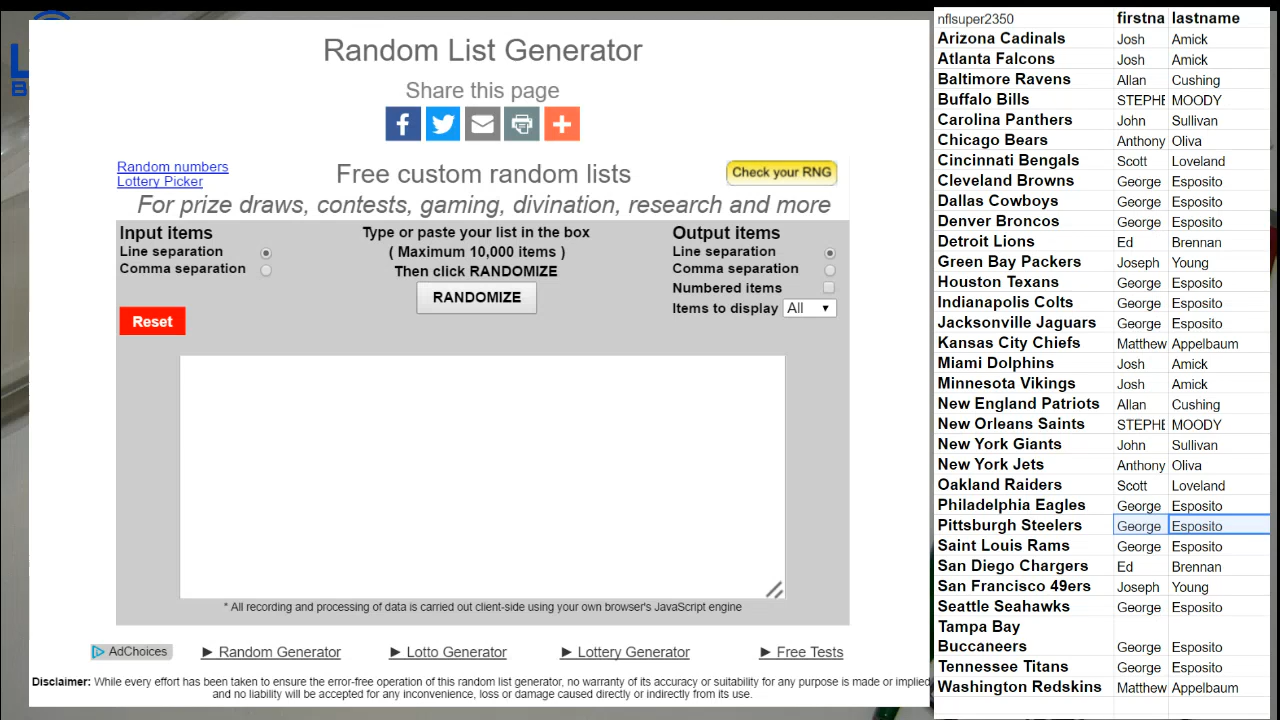 Random List Generator
Share this page
Random numbers
Lottery Picker
Free custom random lists
Check your RNG
For prize draws, contests, gaming, divination, research and more
Input items
Line separation
Comma separation
Reset
Type or paste your list in the box
( Maximum 10,000 items )
Then click RANDOMIZE
RANDOMIZE
Output items
Line separation
Comma separation
Numbered items
Items to display All
* All recording and processing of data is carried out client-side using your own browser's JavaScript engine
AdChoices
► Random Generator
► Lotto Generator
► Lottery Generator
► Free Tests
Disclaimer: While every effort has been taken to ensure the error-free operation of this random list generator, no warranty of its accuracy or suitability for any purpose is made or implied
and no liability will be accepted for any inconvenience, loss or damage caused directly or indirectly from its use.
nflsuper2350 firstna lastname
Arizona Cadinals Josh Amick
Atlanta Falcons Josh Amick
Baltimore Ravens Allan Cushing
Buffalo Bills STEPHE MOODY
Carolina Panthers John Sullivan
Chicago Bears Anthony Oliva
Cincinnati Bengals Scott Loveland
Cleveland Browns George Esposito
Dallas Cowboys George Esposito
Denver Broncos George Esposito
Detroit Lions Ed Brennan
Green Bay Packers Joseph Young
Houston Texans George Esposito
Indianapolis Colts George Esposito
Jacksonville Jaguars George Esposito
Kansas City Chiefs Matthew Appelbaum
Miami Dolphins Josh Amick
Minnesota Vikings Josh Amick
New England Patriots Allan Cushing
New Orleans Saints STEPHE MOODY
New York Giants John Sullivan
New York Jets Anthony Oliva
Oakland Raiders Scott Loveland
Philadelphia Eagles George Esposito
Pittsburgh Steelers George Esposito
Saint Louis Rams George Esposito
San Diego Chargers Ed Brennan
San Francisco 49ers Joseph Young
Seattle Seahawks George Esposito
Tampa Bay
Buccaneers George Esposito
Tennessee Titans George Esposito
Washington Redskins Matthew Appelbaum